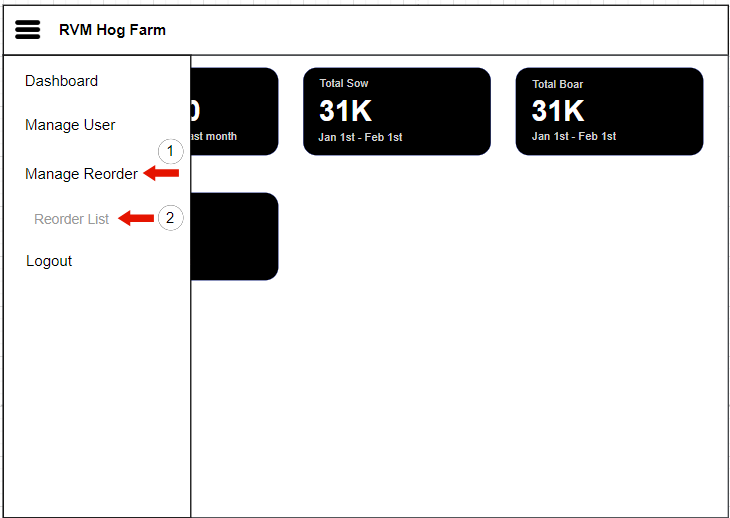 RVM Hog Farm
Dashboard
Manage User
1
Manage Reorder
2
Reorder List
Logout
0
ast month
Total Sow
31K
Jan 1st - Feb 1st
Total Boar
31K
Jan 1st - Feb 1st